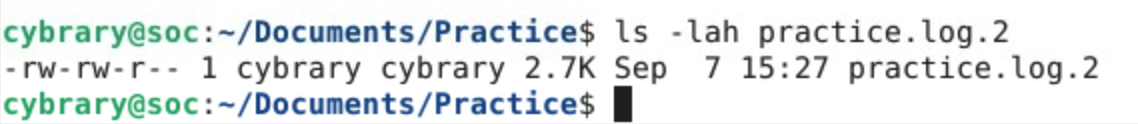 cybrary@soc:~/Documents/Practice$ ls -lah practice.log.2
-rw-rw-r-- 1 cybrary cybrary 2.7K Sep  7 15:27 practice.log.2
cybrary@soc:~/Documents/Practice$